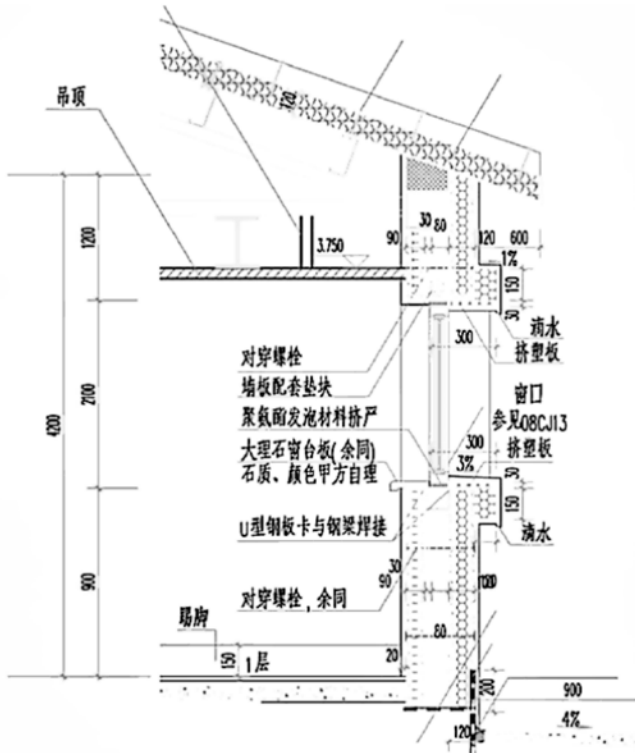 吊顶
120
1200
3.750
90
30
80
120
600
1%
150
30
滴水
挤塑板
300
对穿螺栓
墙板配套垫块
聚氨酯发泡材料挤严
大理石窗台板(余同)
石质、颜色甲方自理
窗口
参见08CJ13
挤塑板
300
3%
30
150
滴水
2100
4200
U型钢板卡与钢梁焊接
30
90
对穿螺栓，余同
80
900
踢脚
150
1层
20
200
900
4%
120